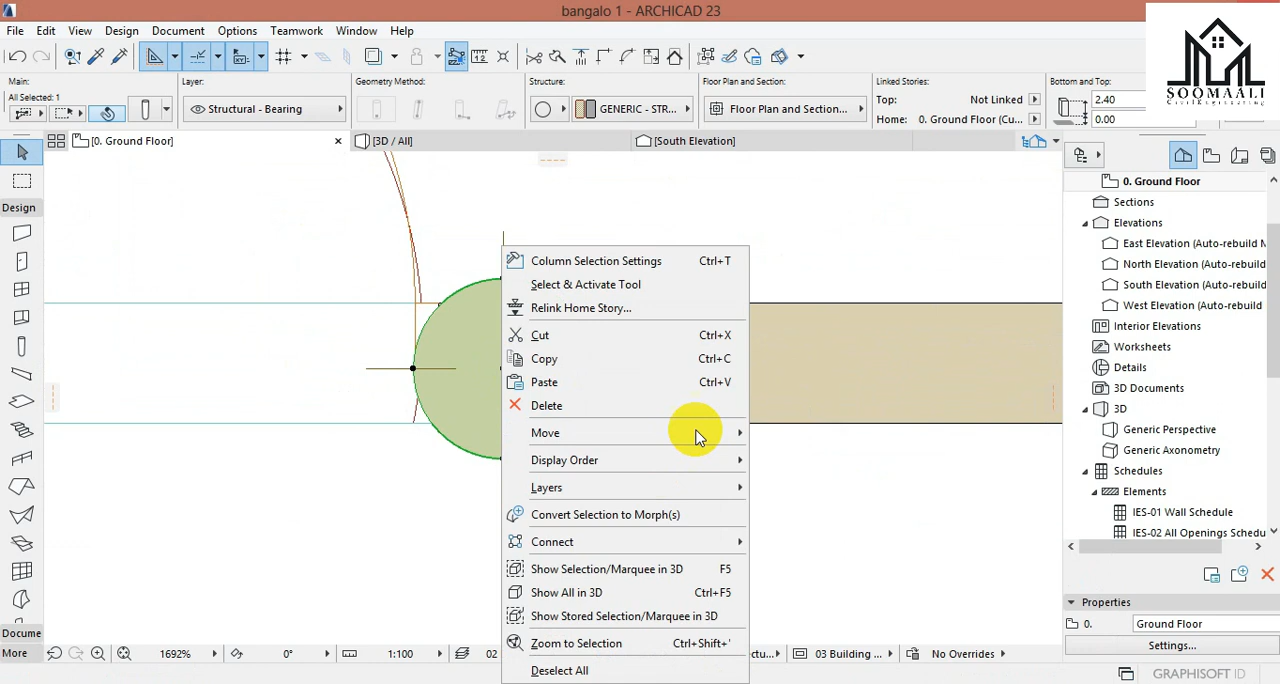 bangalo 1 - ARCHICAD 23
File Edit View Design Document Options Teamwork Window Help
SOOMAALI
Civil Engineering
Main: Layer: Geometry Method: Structure: Floor Plan and Section: Linked Stories: Bottom and Top:
All Selected: 1
Structural - Bearing
GENERIC - STR...
Floor Plan and Section...
Top: Not Linked
Home: 0. Ground Floor (Cu...
2.40
0.00
[0. Ground Floor]
[3D / All]
[South Elevation]
Design
Column Selection Settings Ctrl+T
Select & Activate Tool
Relink Home Story...
Cut Ctrl+X
Copy Ctrl+C
Paste Ctrl+V
Delete
Move
Display Order
Layers
Convert Selection to Morph(s)
Connect
Show Selection/Marquee in 3D F5
Show All in 3D Ctrl+F5
Show Stored Selection/Marquee in 3D
Zoom to Selection Ctrl+Shift+'
Deselect All
0. Ground Floor
Sections
Elevations
East Elevation (Auto-rebuild M
North Elevation (Auto-rebuild
South Elevation (Auto-rebuild
West Elevation (Auto-rebuild
Interior Elevations
Worksheets
Details
3D Documents
3D
Generic Perspective
Generic Axonometry
Schedules
Elements
IES-01 Wall Schedule
IES-02 All Openings Schedu
Properties
0. Ground Floor
Settings...
Docume
More
1692% 0° 1:100 02
ctu...
03 Building ...
No Overrides
GRAPHISOFT ID